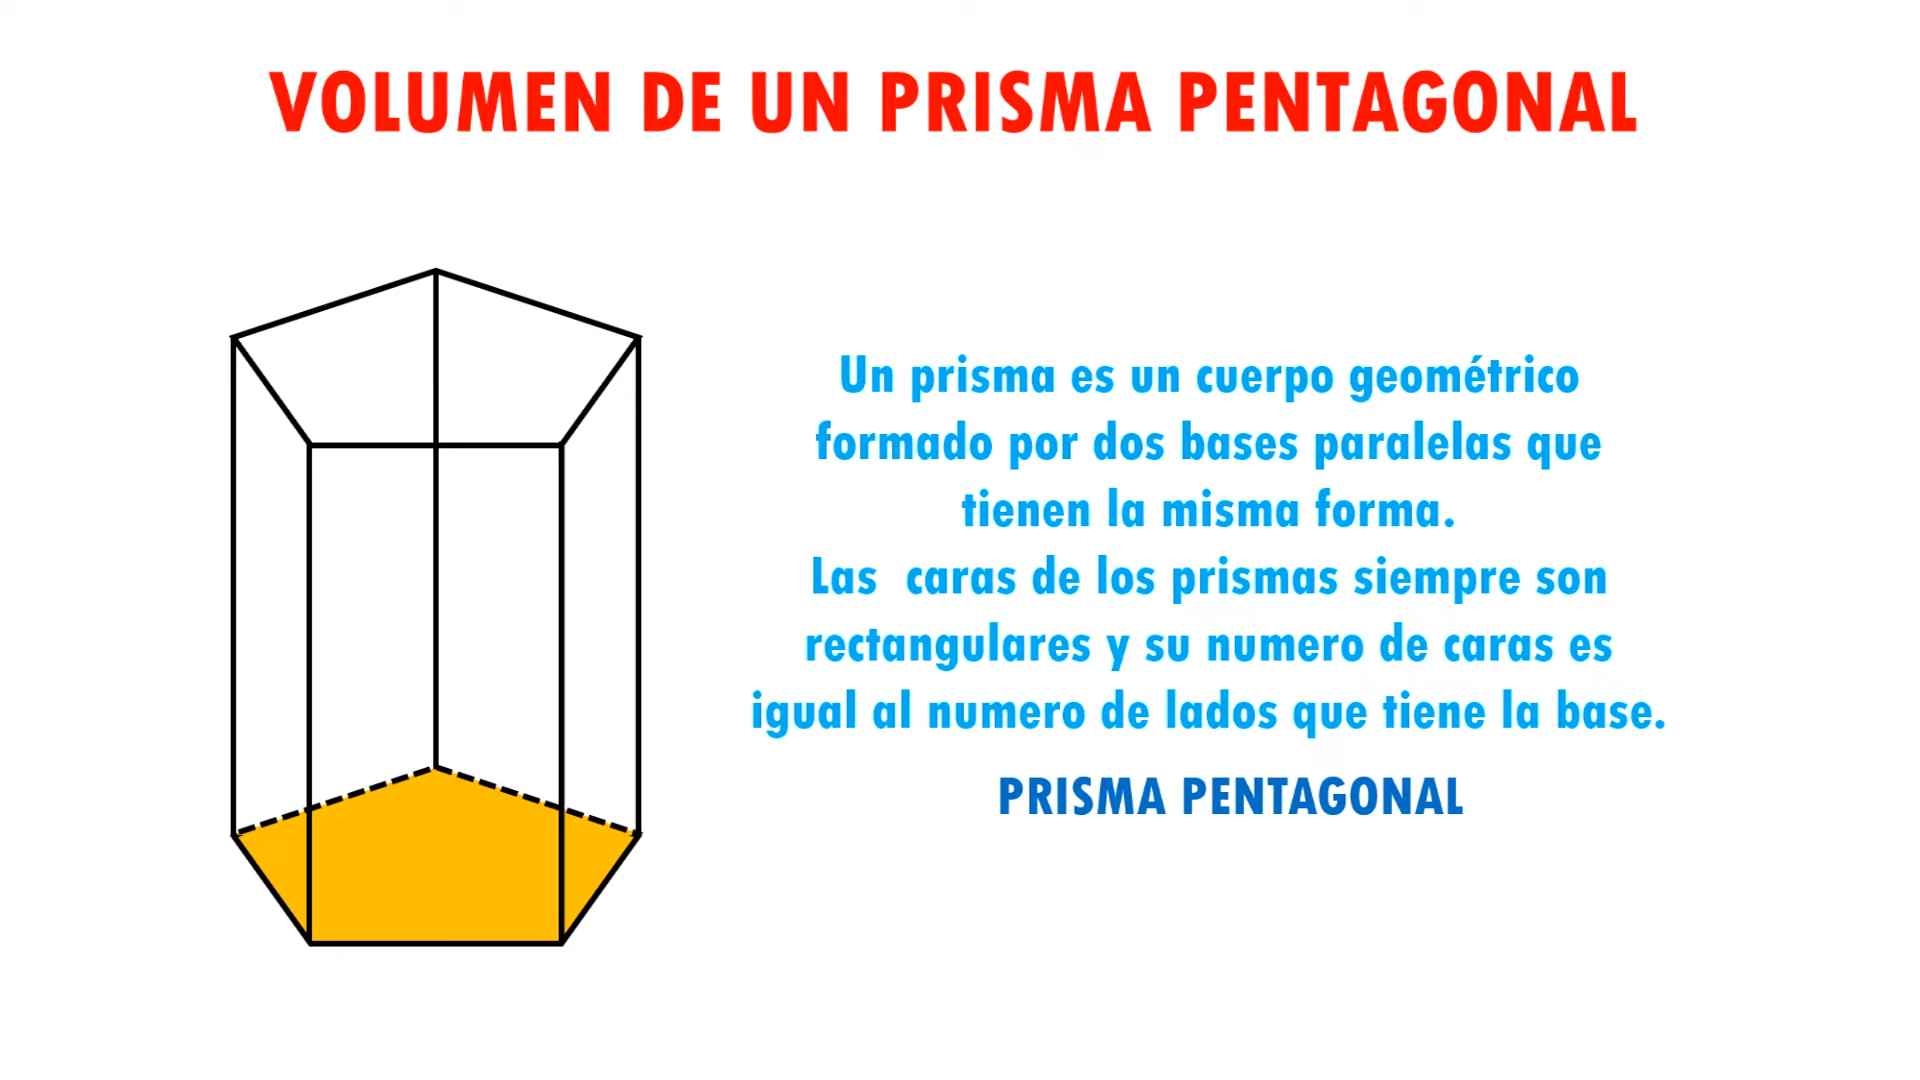 VOLUMEN DE UN PRISMA PENTAGONAL
Un prisma es un cuerpo geométrico
formado por dos bases paralelas que
tienen la misma forma.
Las  caras de los prismas siempre son
rectangulares y su numero de caras es
igual al numero de lados que tiene la base.
PRISMA PENTAGONAL